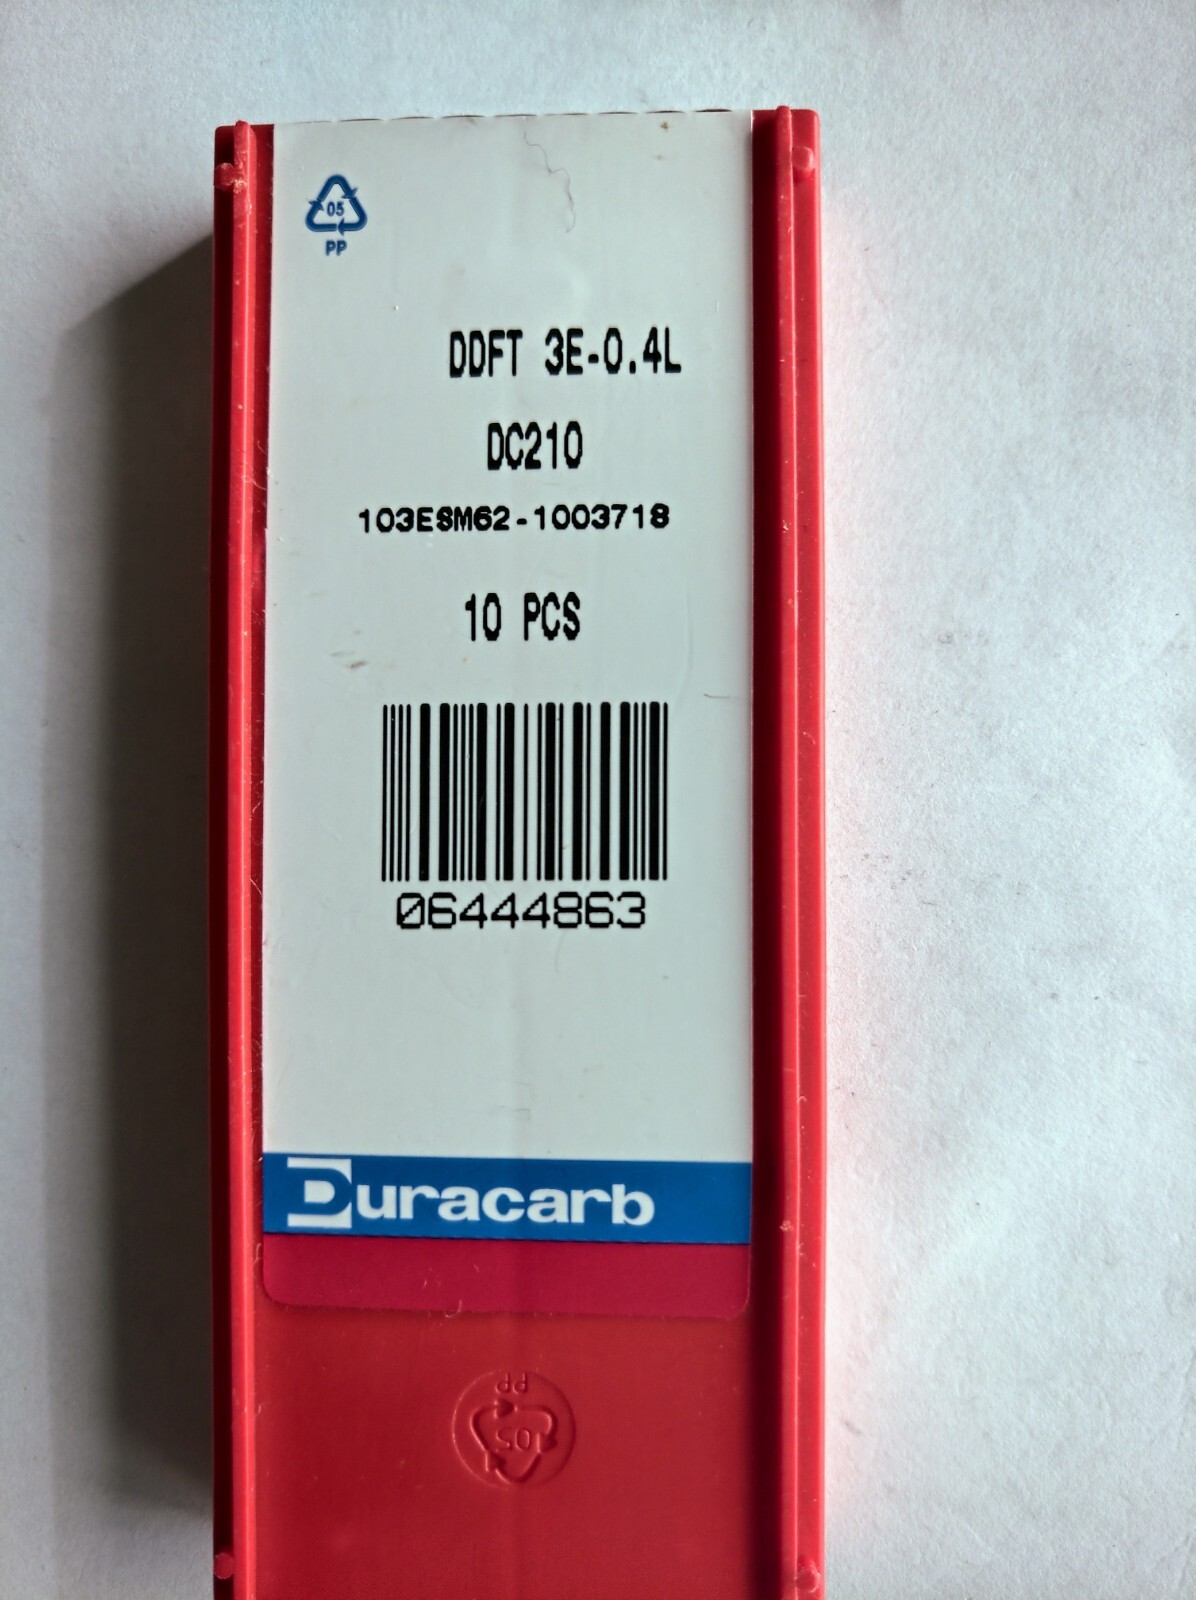 05
PP
DDFT 3E-0.4L
DC210
103ESM62-1003718
10 PCS
06444863
Duracarb
PP
05